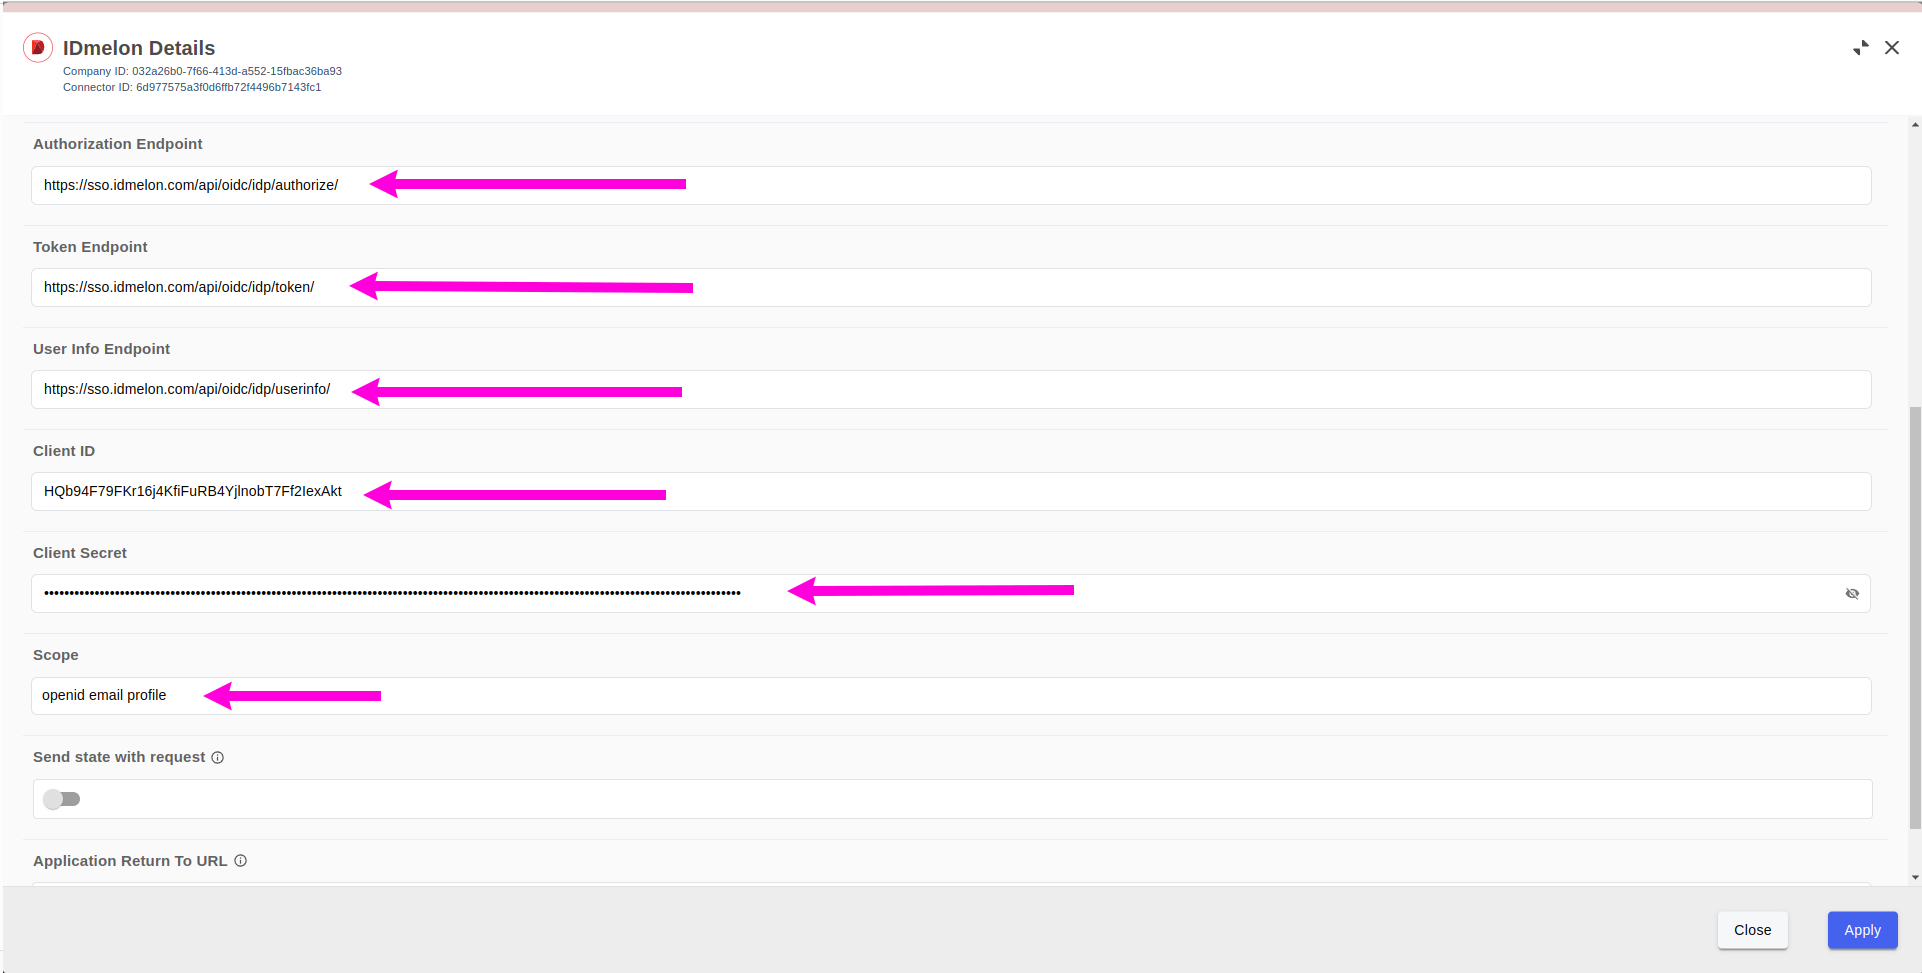 IDmelon Details
Company ID: 032a26b0-7f66-413d-a552-15fbac36ba93
Connector ID: 6d977575a3f0d6ffb72f4496b7143fc1
Authorization Endpoint
https://sso.idmelon.com/api/oidc/idp/authorize/
Token Endpoint
https://sso.idmelon.com/api/oidc/idp/token/
User Info Endpoint
https://sso.idmelon.com/api/oidc/idp/userinfo/
Client ID
HQb94F79FKr16j4KfiFuRB4YjlnobT7Ff2IexAkt
Client Secret
Scope
openid email profile
Send state with request
Application Return To URL
Close
Apply